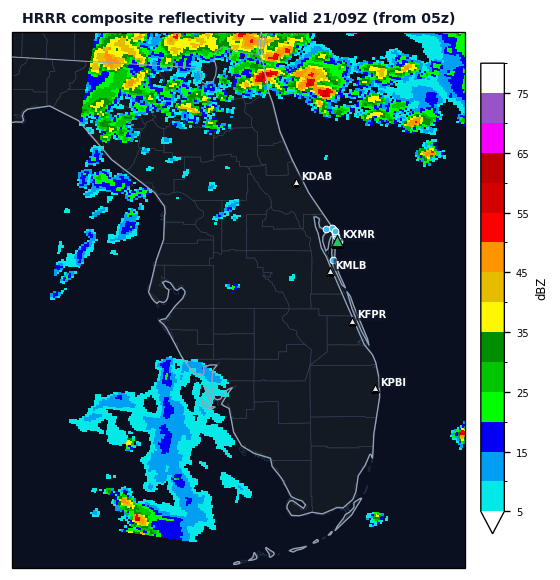 HRRR composite reflectivity — valid 21/09Z (from 05z)
75
65
55
45
35
25
15
5
dBZ
KDAB
KXMR
KMLB
KFPR
KPBI